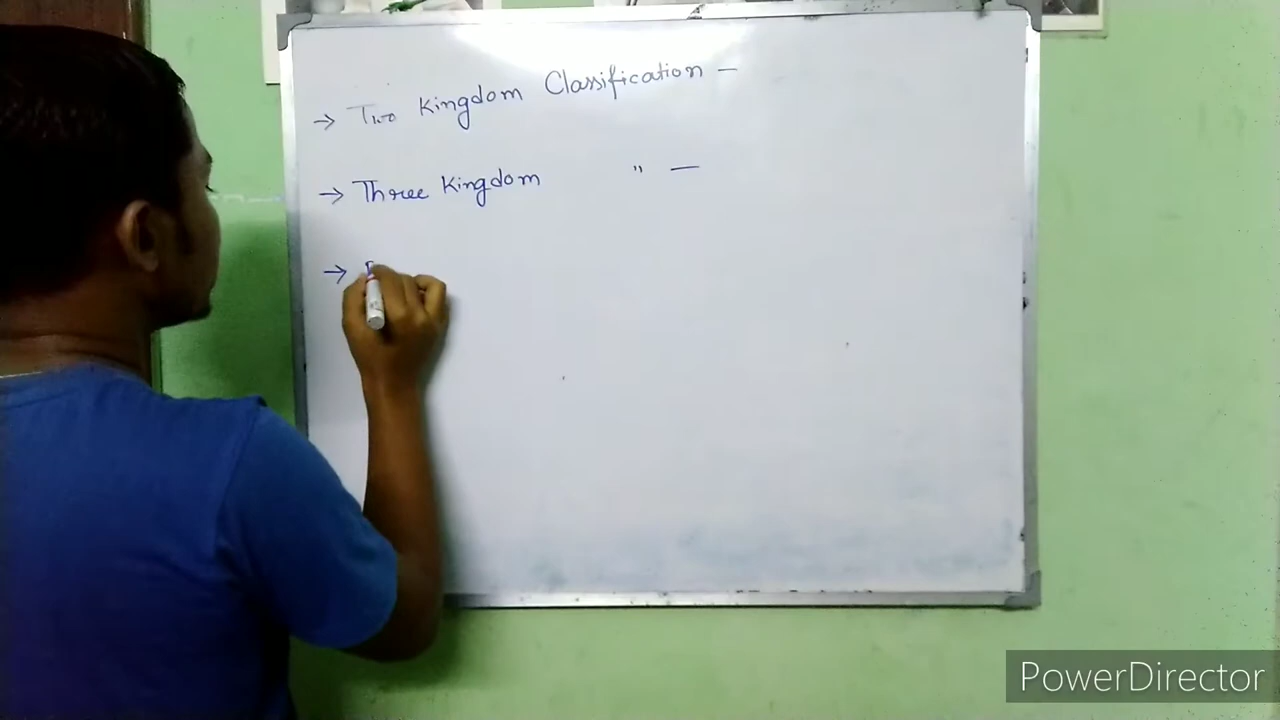 → Two Kingdom Classification —
→ Three Kingdom " —
→
PowerDirector